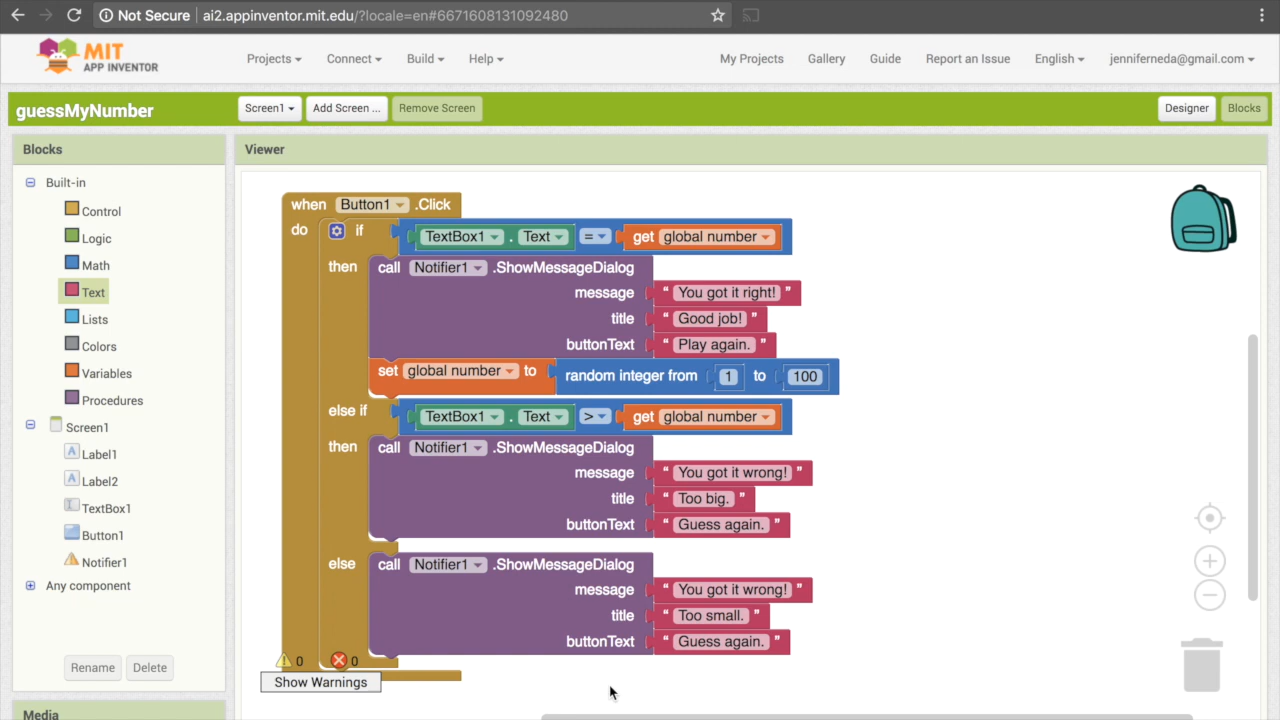 Not Secure | ai2.appinventor.mit.edu/?locale=en#6671608131092480
MIT
APP INVENTOR
Projects Connect Build Help My Projects Gallery Guide Report an Issue English jenniferneda@gmail.com
guessMyNumber Screen1 Add Screen ... Remove Screen Designer Blocks
Blocks
Viewer
Built-in
Control
Logic
Math
Text
Lists
Colors
Variables
Procedures
Screen1
Label1
Label2
TextBox1
Button1
Notifier1
Any component
Rename Delete
Media
when Button1 .Click
do if TextBox1 . Text = get global number
then call Notifier1 .ShowMessageDialog
message “ You got it right! ”
title “ Good job! ”
buttonText “ Play again. ”
set global number to random integer from 1 to 100
else if TextBox1 . Text > get global number
then call Notifier1 .ShowMessageDialog
message “ You got it wrong! ”
title “ Too big. ”
buttonText “ Guess again. ”
else call Notifier1 .ShowMessageDialog
message “ You got it wrong! ”
title “ Too small. ”
buttonText “ Guess again. ”
0 0
Show Warnings